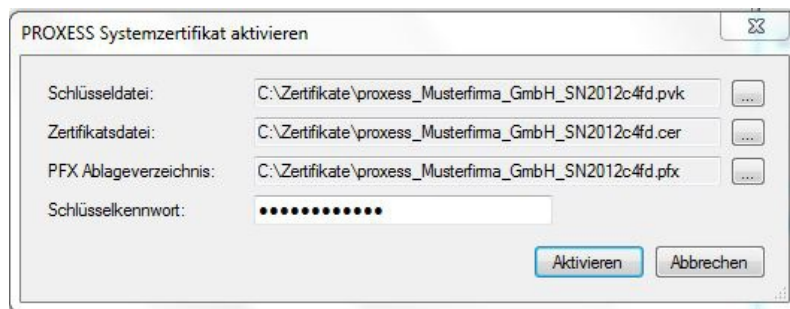 PROXESS Systemzertifikat aktivieren
Schlüsseldatei: C:\Zertifikate\proxess_Musterfirma_GmbH_SN2012c4fd.pvk ...
Zertifikatsdatei: C:\Zertifikate\proxess_Musterfirma_GmbH_SN2012c4fd.cer ...
PFX Ablageverzeichnis: C:\Zertifikate\proxess_Musterfirma_GmbH_SN2012c4fd.pfx ...
Schlüsselkennwort: ●●●●●●●●●●●●
Aktivieren Abbrechen